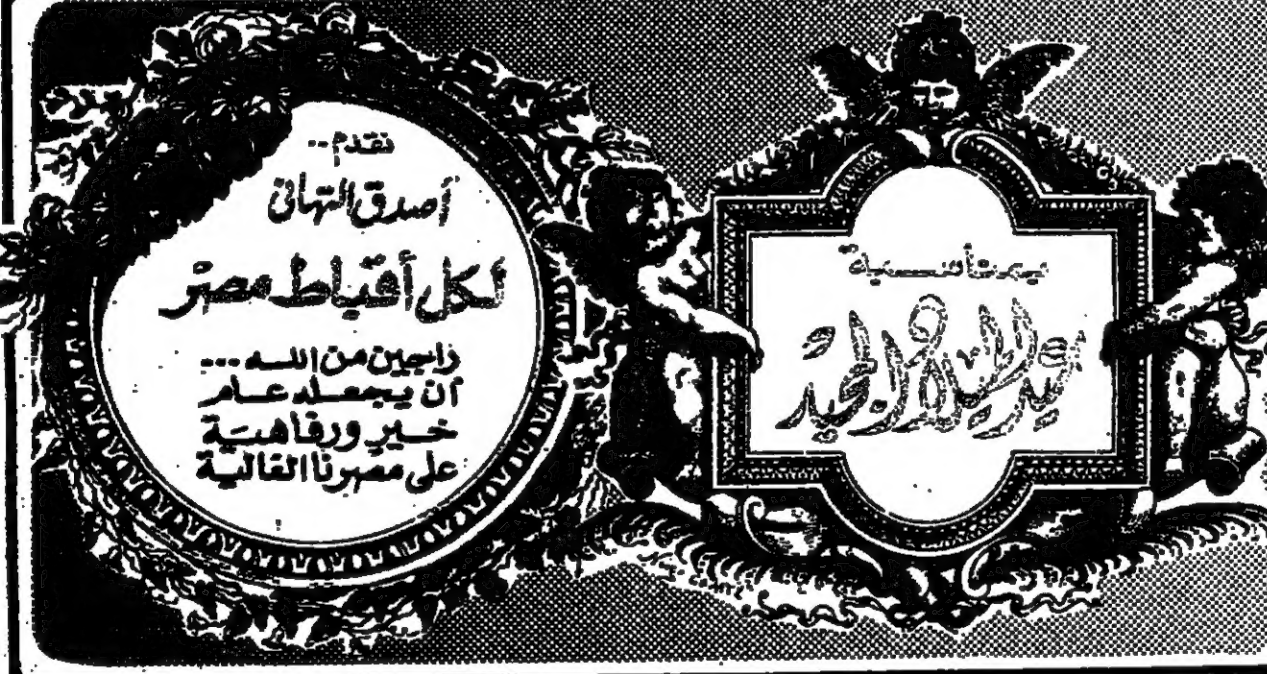 بمناسبة
عيد الميلاد المجيد
نقدم..
أصدق التهانى
لكل أقباط مصر
راجين من الله...
أن يجعله عام
خير ورفاهية
على مصرنا الغالية